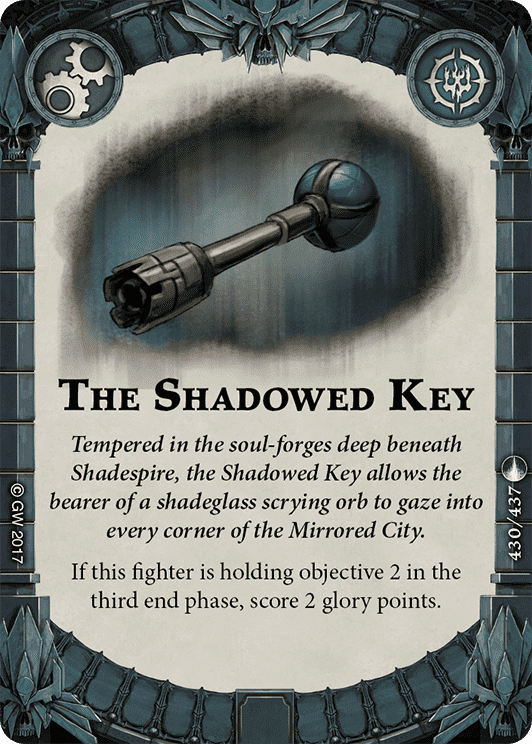 The Shadowed Key
Tempered in the soul-forges deep beneath
Shadespire, the Shadowed Key allows the
bearer of a shadeglass scrying orb to gaze into
every corner of the Mirrored City.
If this fighter is holding objective 2 in the
third end phase, score 2 glory points.
© GW 2017
430/437